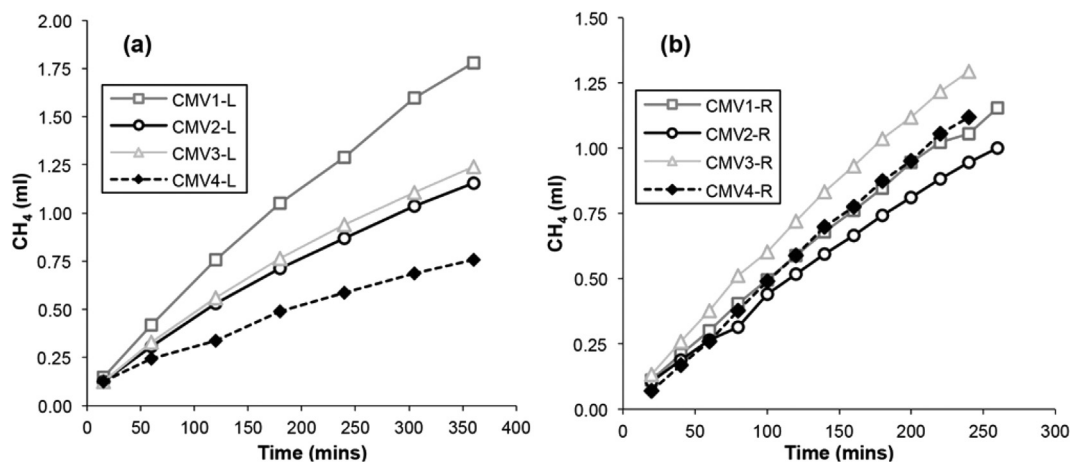 (a)
CH4 (ml)
2.00
1.75
1.50
1.25
1.00
0.75
0.50
0.25
0.00
CMV1-L
CMV2-L
CMV3-L
CMV4-L
0 50 100 150 200 250 300 350 400
Time (mins)
(b)
CH4 (ml)
1.50
1.25
1.00
0.75
0.50
0.25
0.00
CMV1-R
CMV2-R
CMV3-R
CMV4-R
0 50 100 150 200 250 300
Time (mins)